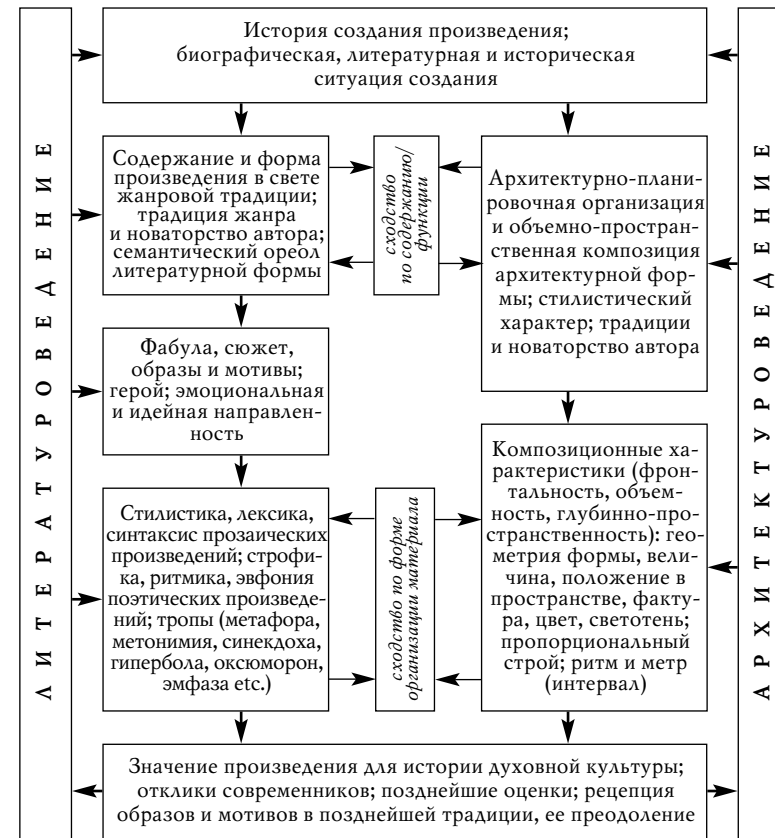 ЛИТЕРАТУРОВЕДЕНИЕ
История создания произведения;
биографическая, литературная и историческая
ситуация создания
Содержание и форма
произведения в свете
жанровой традиции;
традиция жанра
и новаторство автора;
семантический ореол
литературной формы
сходство
по содержанию/
функции
Архитектурно-плани-
ровочная организация
и объемно-простран-
ственная композиция
архитектурной фор-
мы; стилистический
характер; традиции
и новаторство автора
Фабула, сюжет,
образы и мотивы;
герой; эмоциональная
и идейная направлен-
ность
Стилистика, лексика,
синтаксис прозаических
произведений; строфи-
ка, ритмика, эвфония
поэтических произведе-
ний; тропы (метафора,
метонимия, синекдоха,
гипербола, оксюморон,
эмфаза etc.)
сходство по форме
организации материала
Композиционные ха-
рактеристики (фрон-
тальность, объем-
ность, глубинно-про-
странственность): гео-
метрия формы, вели-
чина, положение в
пространстве, факту-
ра, цвет, светотень;
пропорциональный
строй; ритм и метр
(интервал)
Значение произведения для истории духовной культуры;
отклики современников; позднейшие оценки; рецепция
образов и мотивов в позднейшей традиции, ее преодоление
АРХИТЕКТУРОВЕДЕНИЕ